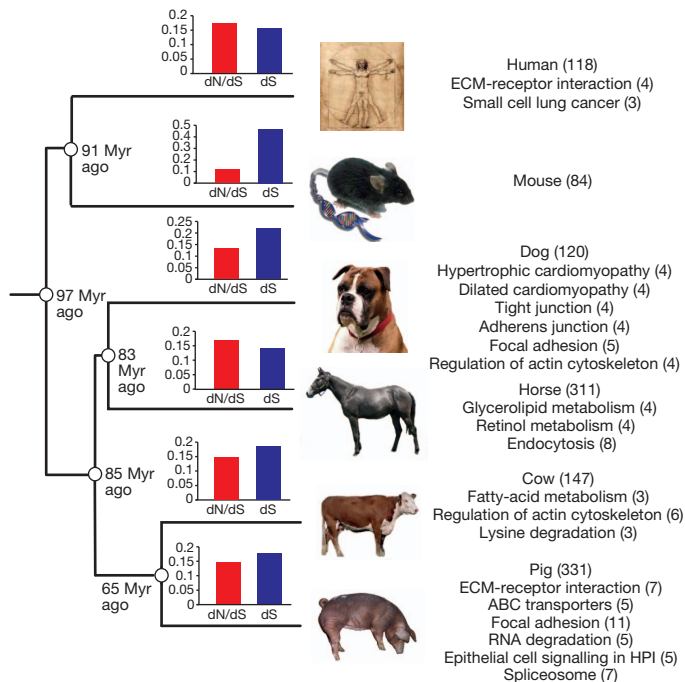 0.2
0.15
0.1
0.05
0
dN/dS dS
Human (118)
ECM-receptor interaction (4)
Small cell lung cancer (3)
91 Myr
ago
0.5
0.4
0.3
0.2
0.1
0
dN/dS dS
Mouse (84)
97 Myr
ago
0.25
0.2
0.15
0.1
0.05
0
dN/dS dS
Dog (120)
Hypertrophic cardiomyopathy (4)
Dilated cardiomyopathy (4)
Tight junction (4)
Adherens junction (4)
Focal adhesion (5)
Regulation of actin cytoskeleton (4)
83
Myr
ago
0.2
0.15
0.1
0.05
0
dN/dS dS
Horse (311)
Glycerolipid metabolism (4)
Retinol metabolism (4)
Endocytosis (8)
85 Myr
ago
0.2
0.15
0.1
0.05
0
dN/dS dS
Cow (147)
Fatty-acid metabolism (3)
Regulation of actin cytoskeleton (6)
Lysine degradation (3)
65 Myr
ago
0.2
0.15
0.1
0.05
0
dN/dS dS
Pig (331)
ECM-receptor interaction (7)
ABC transporters (5)
Focal adhesion (11)
RNA degradation (5)
Epithelial cell signalling in HPI (5)
Spliceosome (7)